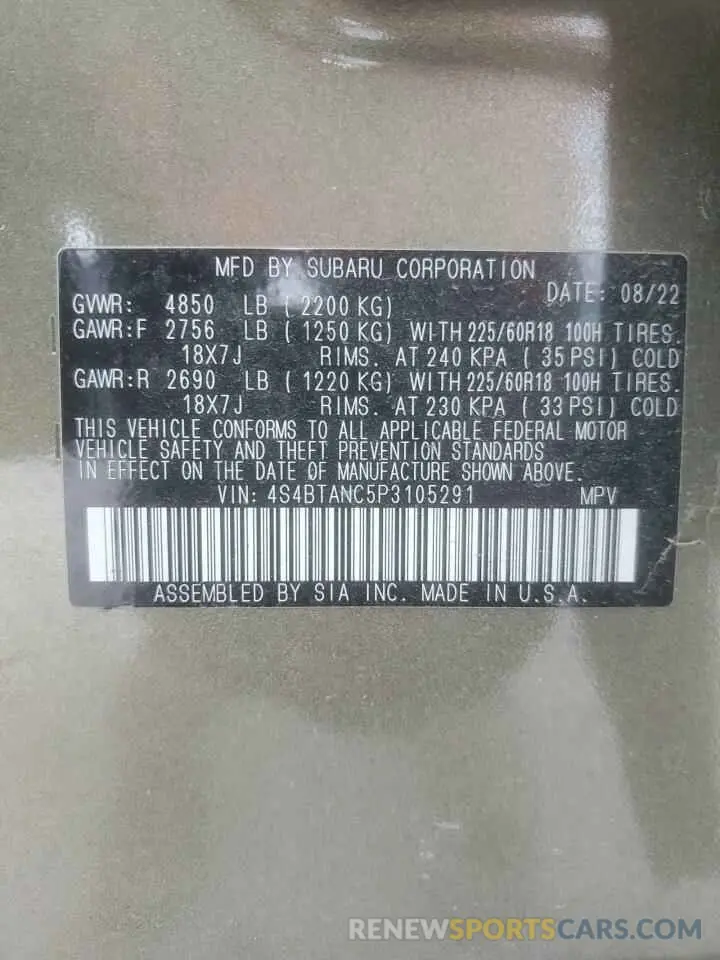 MFD BY SUBARU CORPORATION
DATE: 08/22
GVWR: 4850 LB ( 2200 KG)
GAWR:F 2756 LB ( 1250 KG) WITH 225/60R18 100H TIRES.
18X7J RIMS. AT 240 KPA ( 35 PSI) COLD
GAWR:R 2690 LB ( 1220 KG) WITH 225/60R18 100H TIRES.
18X7J RIMS. AT 230 KPA ( 33 PSI) COLD
THIS VEHICLE CONFORMS TO ALL APPLICABLE FEDERAL MOTOR
VEHICLE SAFETY AND THEFT PREVENTION STANDARDS
IN EFFECT ON THE DATE OF MANUFACTURE SHOWN ABOVE.
VIN: 4S4BTANC5P3105291 MPV
ASSEMBLED BY SIA INC. MADE IN U.S.A.
RENEWSPORTSCARS.COM